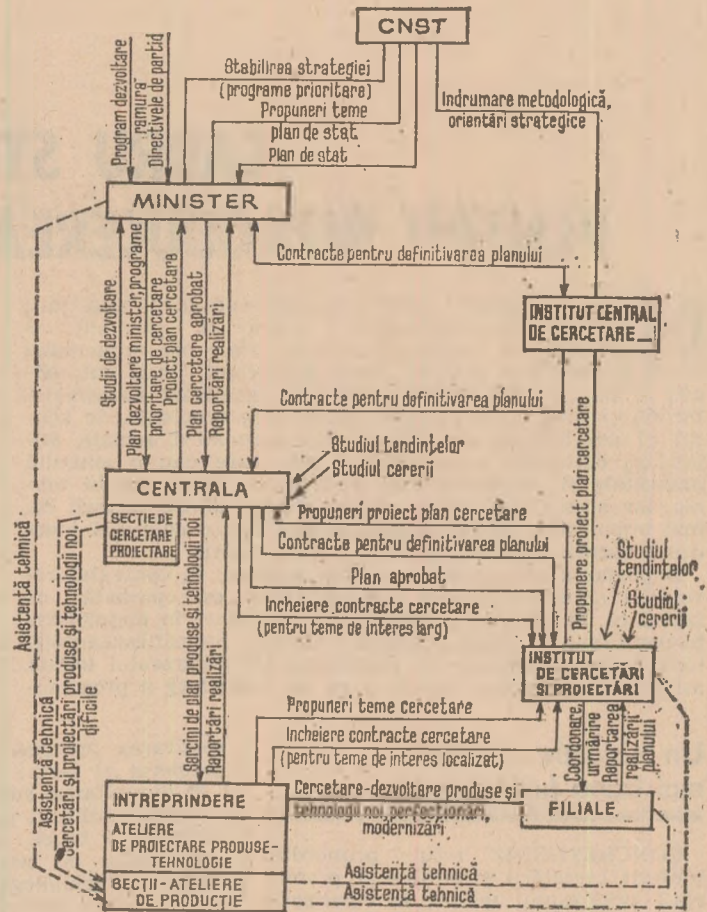 CNST
Stabilirea strategiei
(programe prioritare)
Propuneri teme
plan de stat
Plan de stat
Indrumare metodologică,
orientări strategice
Program dezvoltare
ramura
Directivele de partid
MINISTER
Contracte pentru definitivarea planului
INSTITUT CENTRAL
DE CERCETARE
Studii de dezvoltare
Plan dezvoltare minister, programe
prioritare de cercetare
Proiect plan cercetare
Plan cercetare aprobat
Raportări realizări
Contracte pentru definitivarea planului
Studiul tendințelor
Studiul cererii
CENTRALA
SECȚIE DE
CERCETARE
PROIECTARE
Propuneri proiect plan cercetare
Contracte pentru definitivarea planului
Plan aprobat
Incheiere contracte cercetare
(pentru teme de interes larg)
Propunere proiect plan cercetare
Studiul
tendințelor
Studiul
cererii
Asistență tehnică
Asistență tehnică
Cercetări și proiectări produse și tehnologii noi,
dificile
Sarcini de plan produse și tehnologii noi
Raportări realizări
INSTITUT
DE CERCETĂRI
ȘI PROIECTĂRI
Propuneri teme cercetare
Incheiere contracte cercetare
(pentru teme de interes localizat)
Coordonare,
urmărire
Reportarea
realizării
planului
Cercetare-dezvoltare produse și
tehnologii noi, perfecționări,
modernizări
INTREPRINDERE
ATELIERE
DE PROIECTARE PRODUSE-
TEHNOLOGIE
SECȚII-ATELIERE
DE PRODUCȚIE
FILIALE
Asistență tehnică
Asistență tehnică